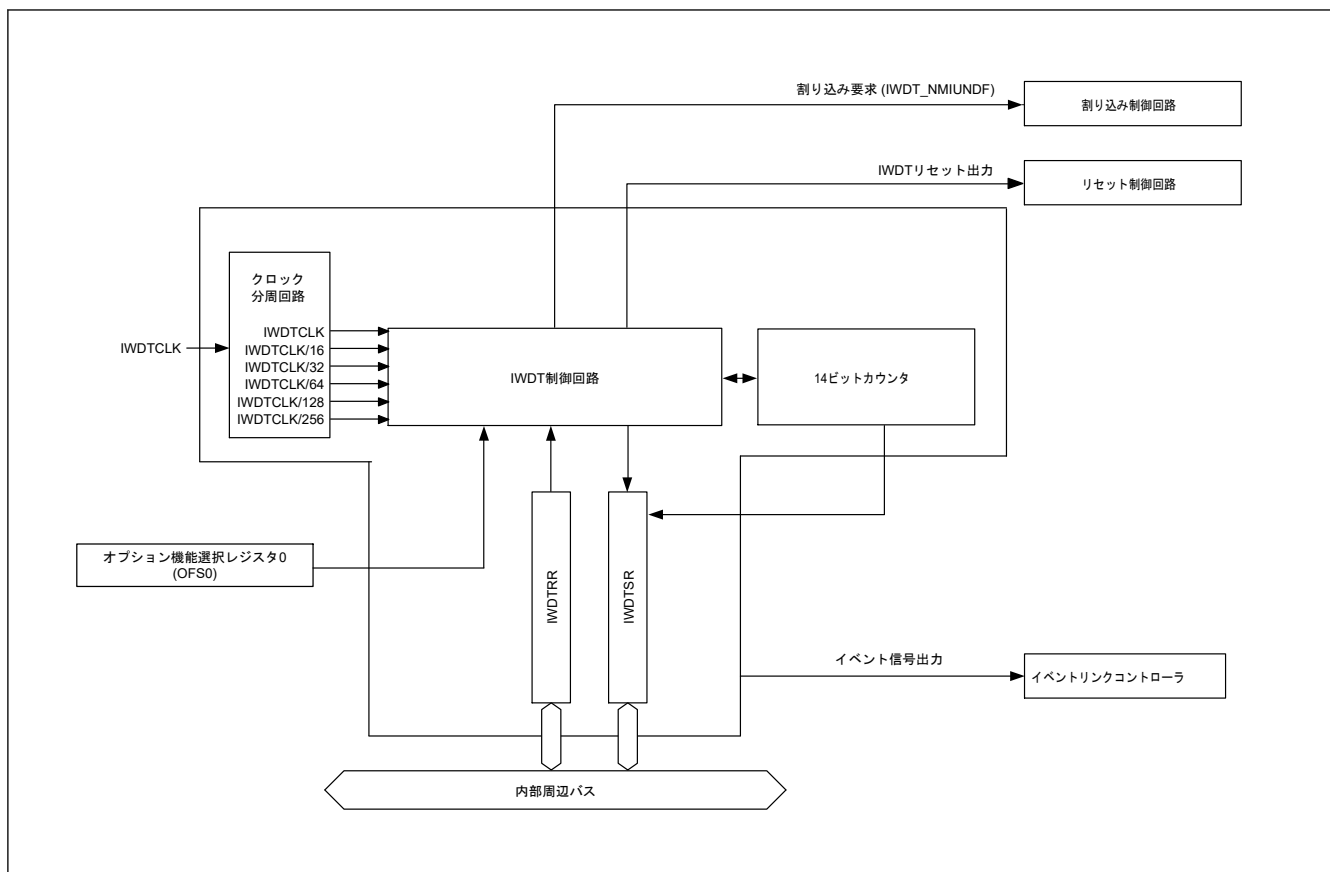 割り込み要求 (IWDT_NMIUNDF)
割り込み制御回路
IWDTリセット出力
リセット制御回路
クロック
分周回路
IWDTCLK
IWDTCLK
IWDTCLK/16
IWDTCLK/32
IWDTCLK/64
IWDTCLK/128
IWDTCLK/256
IWDT制御回路
14ビットカウンタ
オプション機能選択レジスタ0
(OFS0)
IWDTRR
IWDTSR
イベント信号出力
イベントリンクコントローラ
内部周辺バス